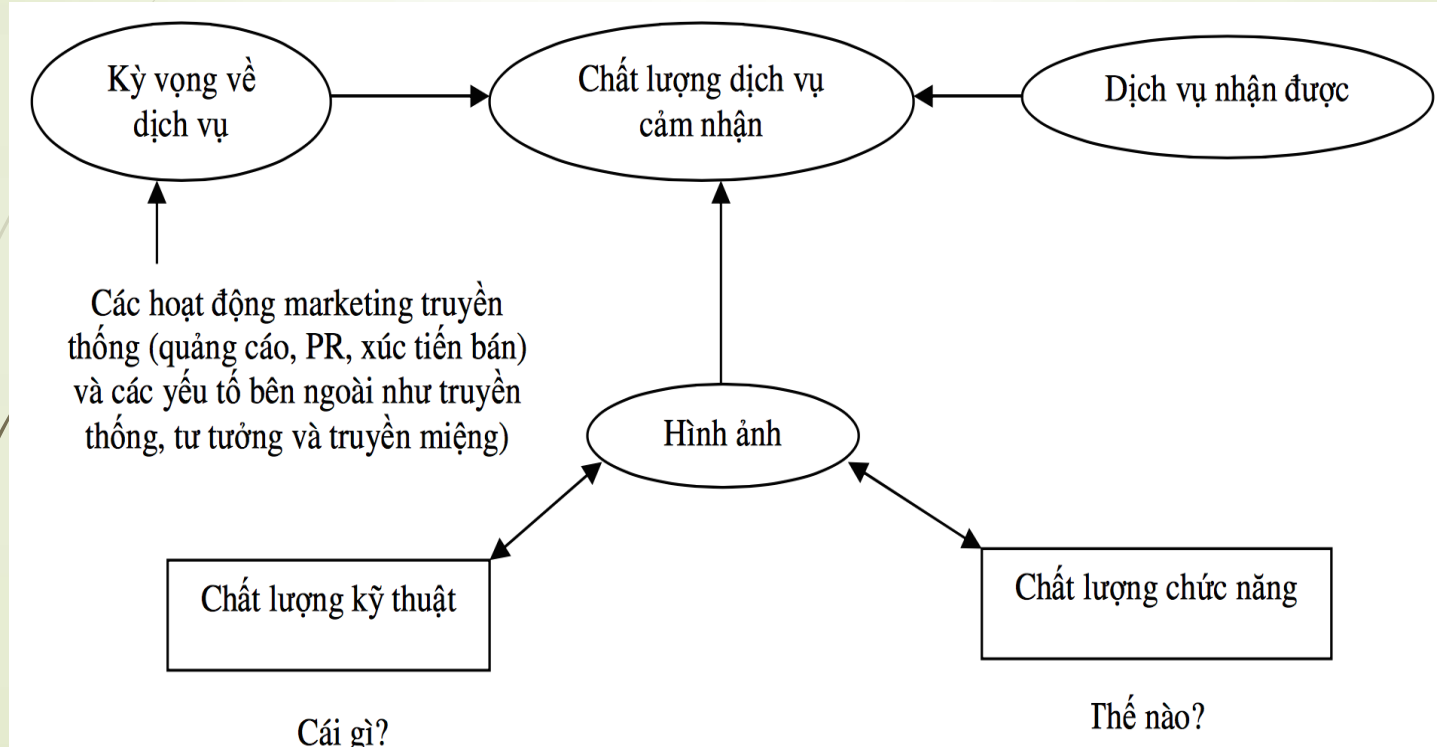 Kỳ vọng về
dịch vụ
Chất lượng dịch vụ
cảm nhận
Dịch vụ nhận được
Các hoạt động marketing truyền
thống (quảng cáo, PR, xúc tiến bán)
và các yếu tố bên ngoài như truyền
thống, tư tưởng và truyền miệng)
Hình ảnh
Chất lượng kỹ thuật
Chất lượng chức năng
Cái gì?
Thế nào?